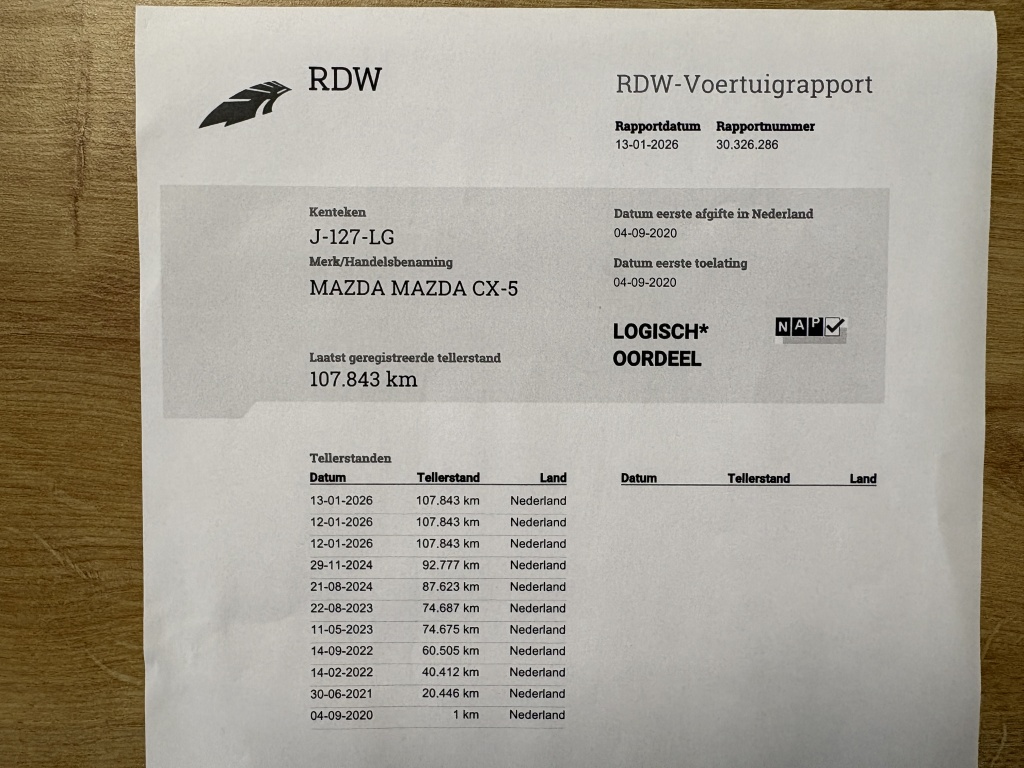 RDW
RDW-Voertuigrapport
Rapportdatum Rapportnummer
13-01-2026 30.326.286
Kenteken
J-127-LG
Merk/Handelsbenaming
MAZDA MAZDA CX-5
Laatst geregistreerde tellerstand
107.843 km
Datum eerste afgifte in Nederland
04-09-2020
Datum eerste toelating
04-09-2020
LOGISCH*
OORDEEL
NAP
Tellerstanden
Datum Tellerstand Land
13-01-2026 107.843 km Nederland
12-01-2026 107.843 km Nederland
12-01-2026 107.843 km Nederland
29-11-2024 92.777 km Nederland
21-08-2024 87.623 km Nederland
22-08-2023 74.687 km Nederland
11-05-2023 74.675 km Nederland
14-09-2022 60.505 km Nederland
14-02-2022 40.412 km Nederland
30-06-2021 20.446 km Nederland
04-09-2020 1 km Nederland
Datum Tellerstand Land